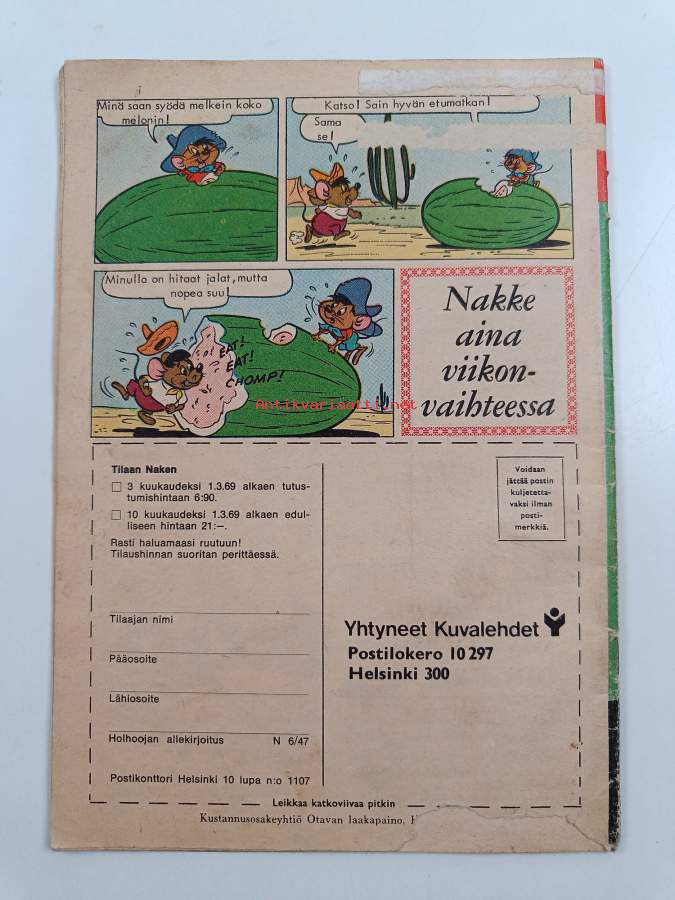 Minä saan syödä melkein koko
melonin!
Katso! Sain hyvän etumatkan!
Sama
se!
Minulla on hitaat jalat, mutta
nopea suu!
EAT!
EAT!
CHOMP!
Nakke
aina
viikon-
vaihteessa
Antikvariaatti.net
Tilaan Naken
3 kuukaudeksi 1.3.69 alkaen tutus-
tumishintaan 6:90.
10 kuukaudeksi 1.3.69 alkaen edul-
liseen hintaan 21:—.
Rasti haluamaasi ruutuun!
Tilaushinnan suoritan perittäessä.
Tilaajan nimi
Pääosoite
Lähiosoite
Holhoojan allekirjoitus N 6/47
Postikonttori Helsinki 10 lupa n:o 1107
Voidaan
jättää postin
kuljetetta-
vaksi ilman
posti-
merkkiä.
Yhtyneet Kuvalehdet
Postilokero 10 297
Helsinki 300
Leikkaa katkoviivaa pitkin
Kustannusosakeyhtiö Otavan laakapaino.